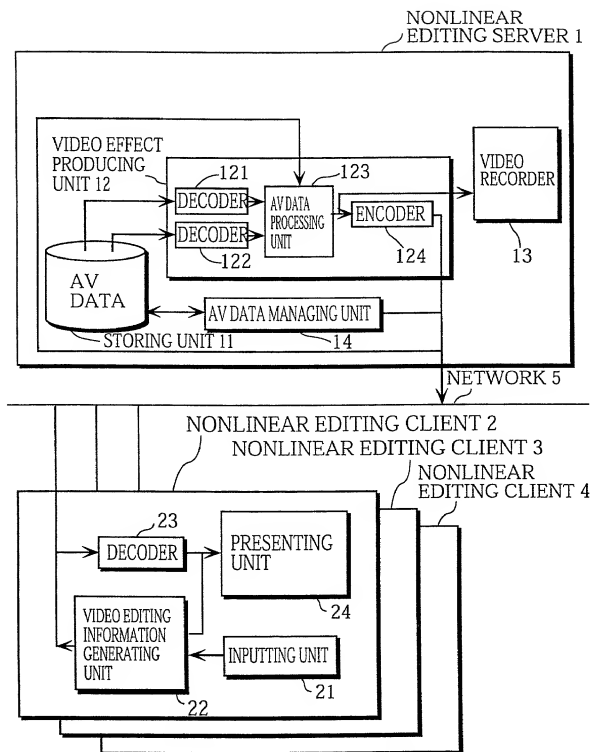 NONLINEAR
EDITING SERVER 1
VIDEO EFFECT
PRODUCING
UNIT 12
121
DECODER
DECODER
122
123
AV DATA
PROCESSING
UNIT
ENCODER
124
VIDEO
RECORDER
13
AV
DATA
STORING UNIT 11
AV DATA MANAGING UNIT
14
NETWORK 5
NONLINEAR EDITING CLIENT 2
NONLINEAR EDITING CLIENT 3
NONLINEAR
EDITING CLIENT 4
23
DECODER
PRESENTING
UNIT
24
VIDEO EDITING
INFORMATION
GENERATING
UNIT
22
INPUTTING UNIT
21